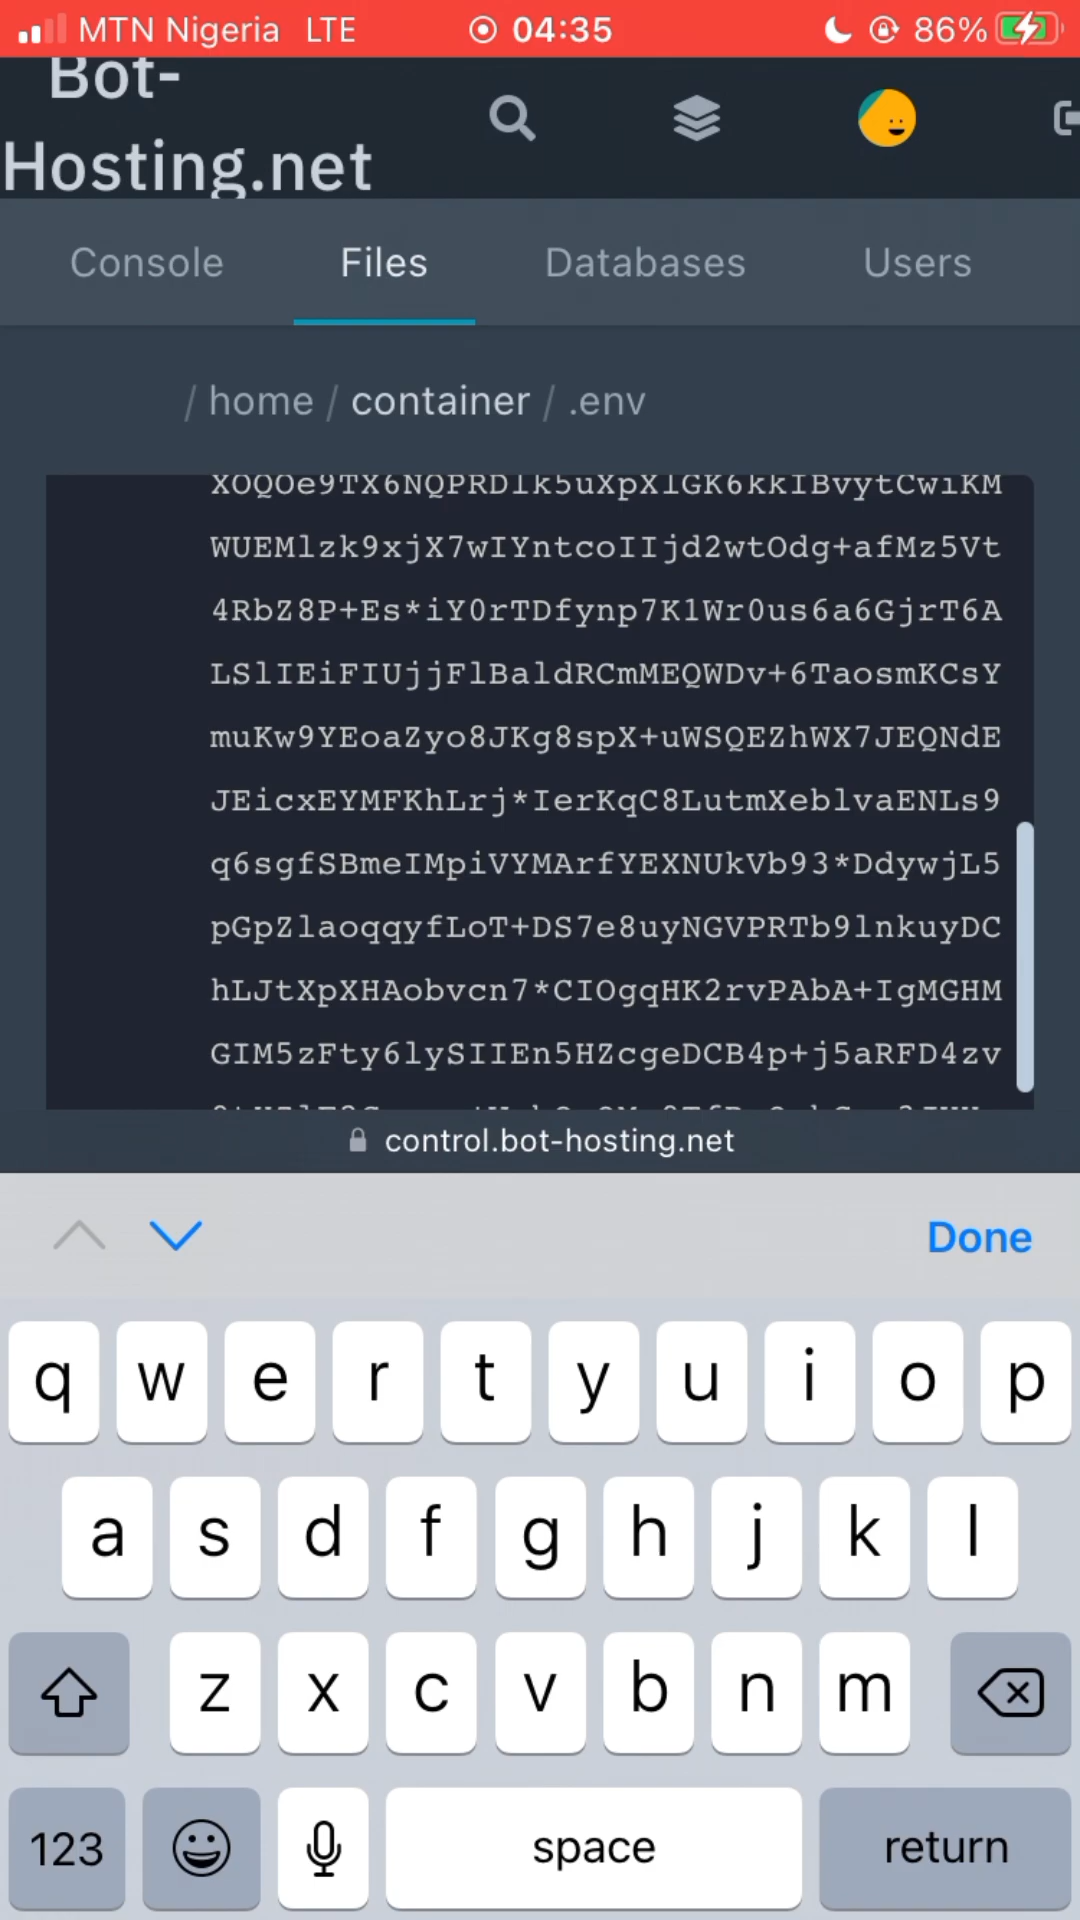 MTN Nigeria LTE 04:35 86%
Bot-
Hosting.net
Console Files Databases Users
/ home / container / .env
XOQOe9TX6NQPRDlk5uXpXlGK6kkIBvytCwiKM
WUEMlzk9xjX7wIYntcoIIjd2wtOdg+afMz5Vt
4RbZ8P+Es*iY0rTDfynp7K1Wr0us6a6GjrT6A
LSlIEiFIUjjFlBaldRCmMEQWDv+6TaosmKCsY
muKw9YEoaZyo8JKg8spX+uWSQEZhWX7JEQNdE
JEicxEYMFKhLrj*IerKqC8LutmXeblvaENLs9
q6sgfSBmeIMpiVYMArfYEXNUkVb93*DdywjL5
pGpZlaoqqyfLoT+DS7e8uyNGVPRTb9lnkuyDC
hLJtXpXHAobvcn7*CIOgqHK2rvPAbA+IgMGHM
GIM5zFty6lySIIEn5HZcgeDCB4p+j5aRFD4zv
control.bot-hosting.net
Done
q w e r t y u i o p
a s d f g h j k l
z x c v b n m
123 space return